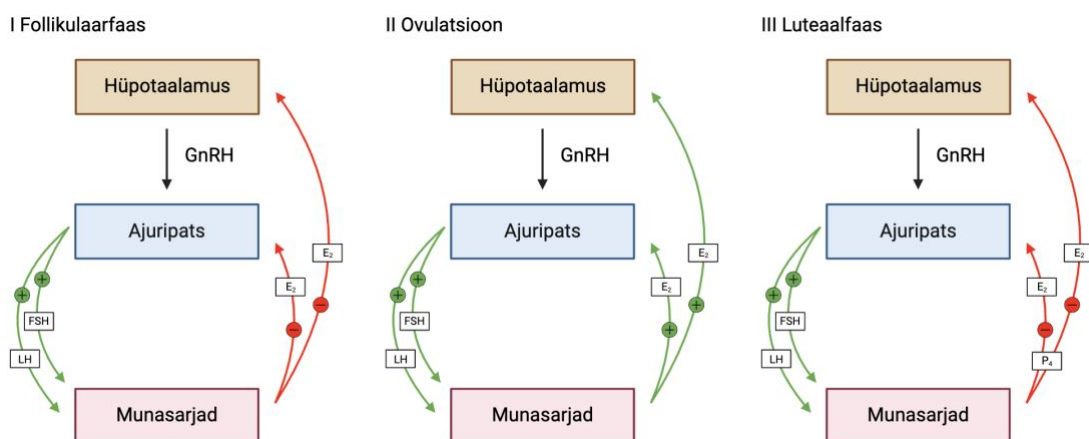 I Follikulaarfaas
Hüpotaalamus
GnRH
Ajuripats
E₂
E₂
+
+
−
−
FSH
LH
Munasarjad
II Ovulatsioon
Hüpotaalamus
GnRH
Ajuripats
E₂
E₂
+
+
+
+
FSH
LH
Munasarjad
III Luteaalfaas
Hüpotaalamus
GnRH
Ajuripats
E₂
E₂
+
+
−
−
FSH
LH
P₄
Munasarjad